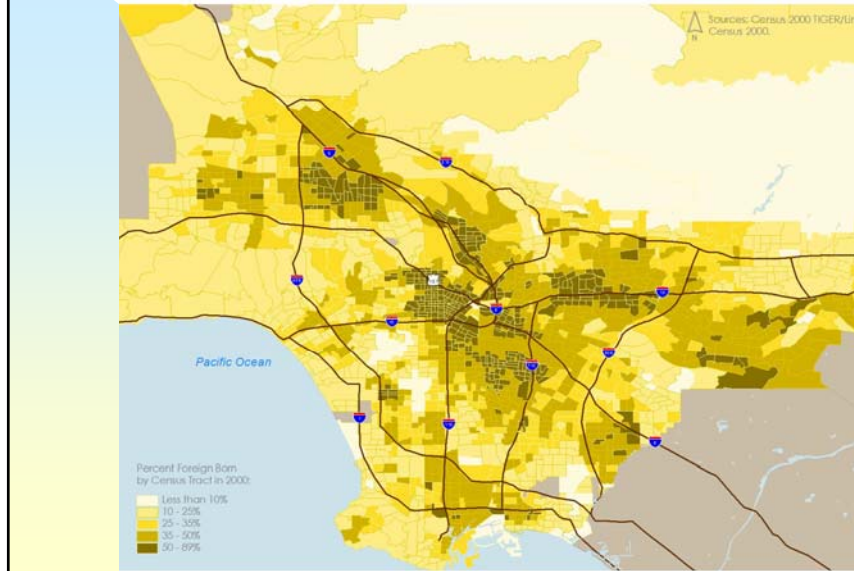 Sources: Census 2000 TIGER/Lin
Census 2000.
N
Pacific Ocean
Percent Foreign Born
by Census Tract in 2000:
Less than 10%
10 - 25%
25 - 35%
35 - 50%
50 - 89%